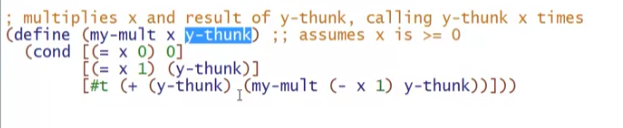 ; multiplies x and result of y-thunk, calling y-thunk x times
(define (my-mult x y-thunk) ;; assumes x is >= 0
(cond [(= x 0) 0]
[(= x 1) (y-thunk)]
[#t (+ (y-thunk) (my-mult (- x 1) y-thunk))]))